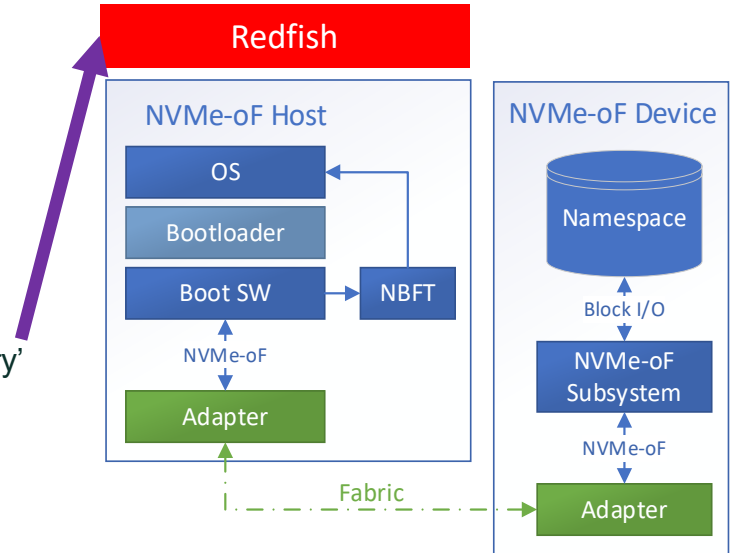 Redfish
NVMe-oF Host
OS
Bootloader
Boot SW
NBFT
NVMe-oF
Adapter
Fabric
NVMe-oF Device
Namespace
Block I/O
NVMe-oF
Subsystem
NVMe-oF
Adapter
y’